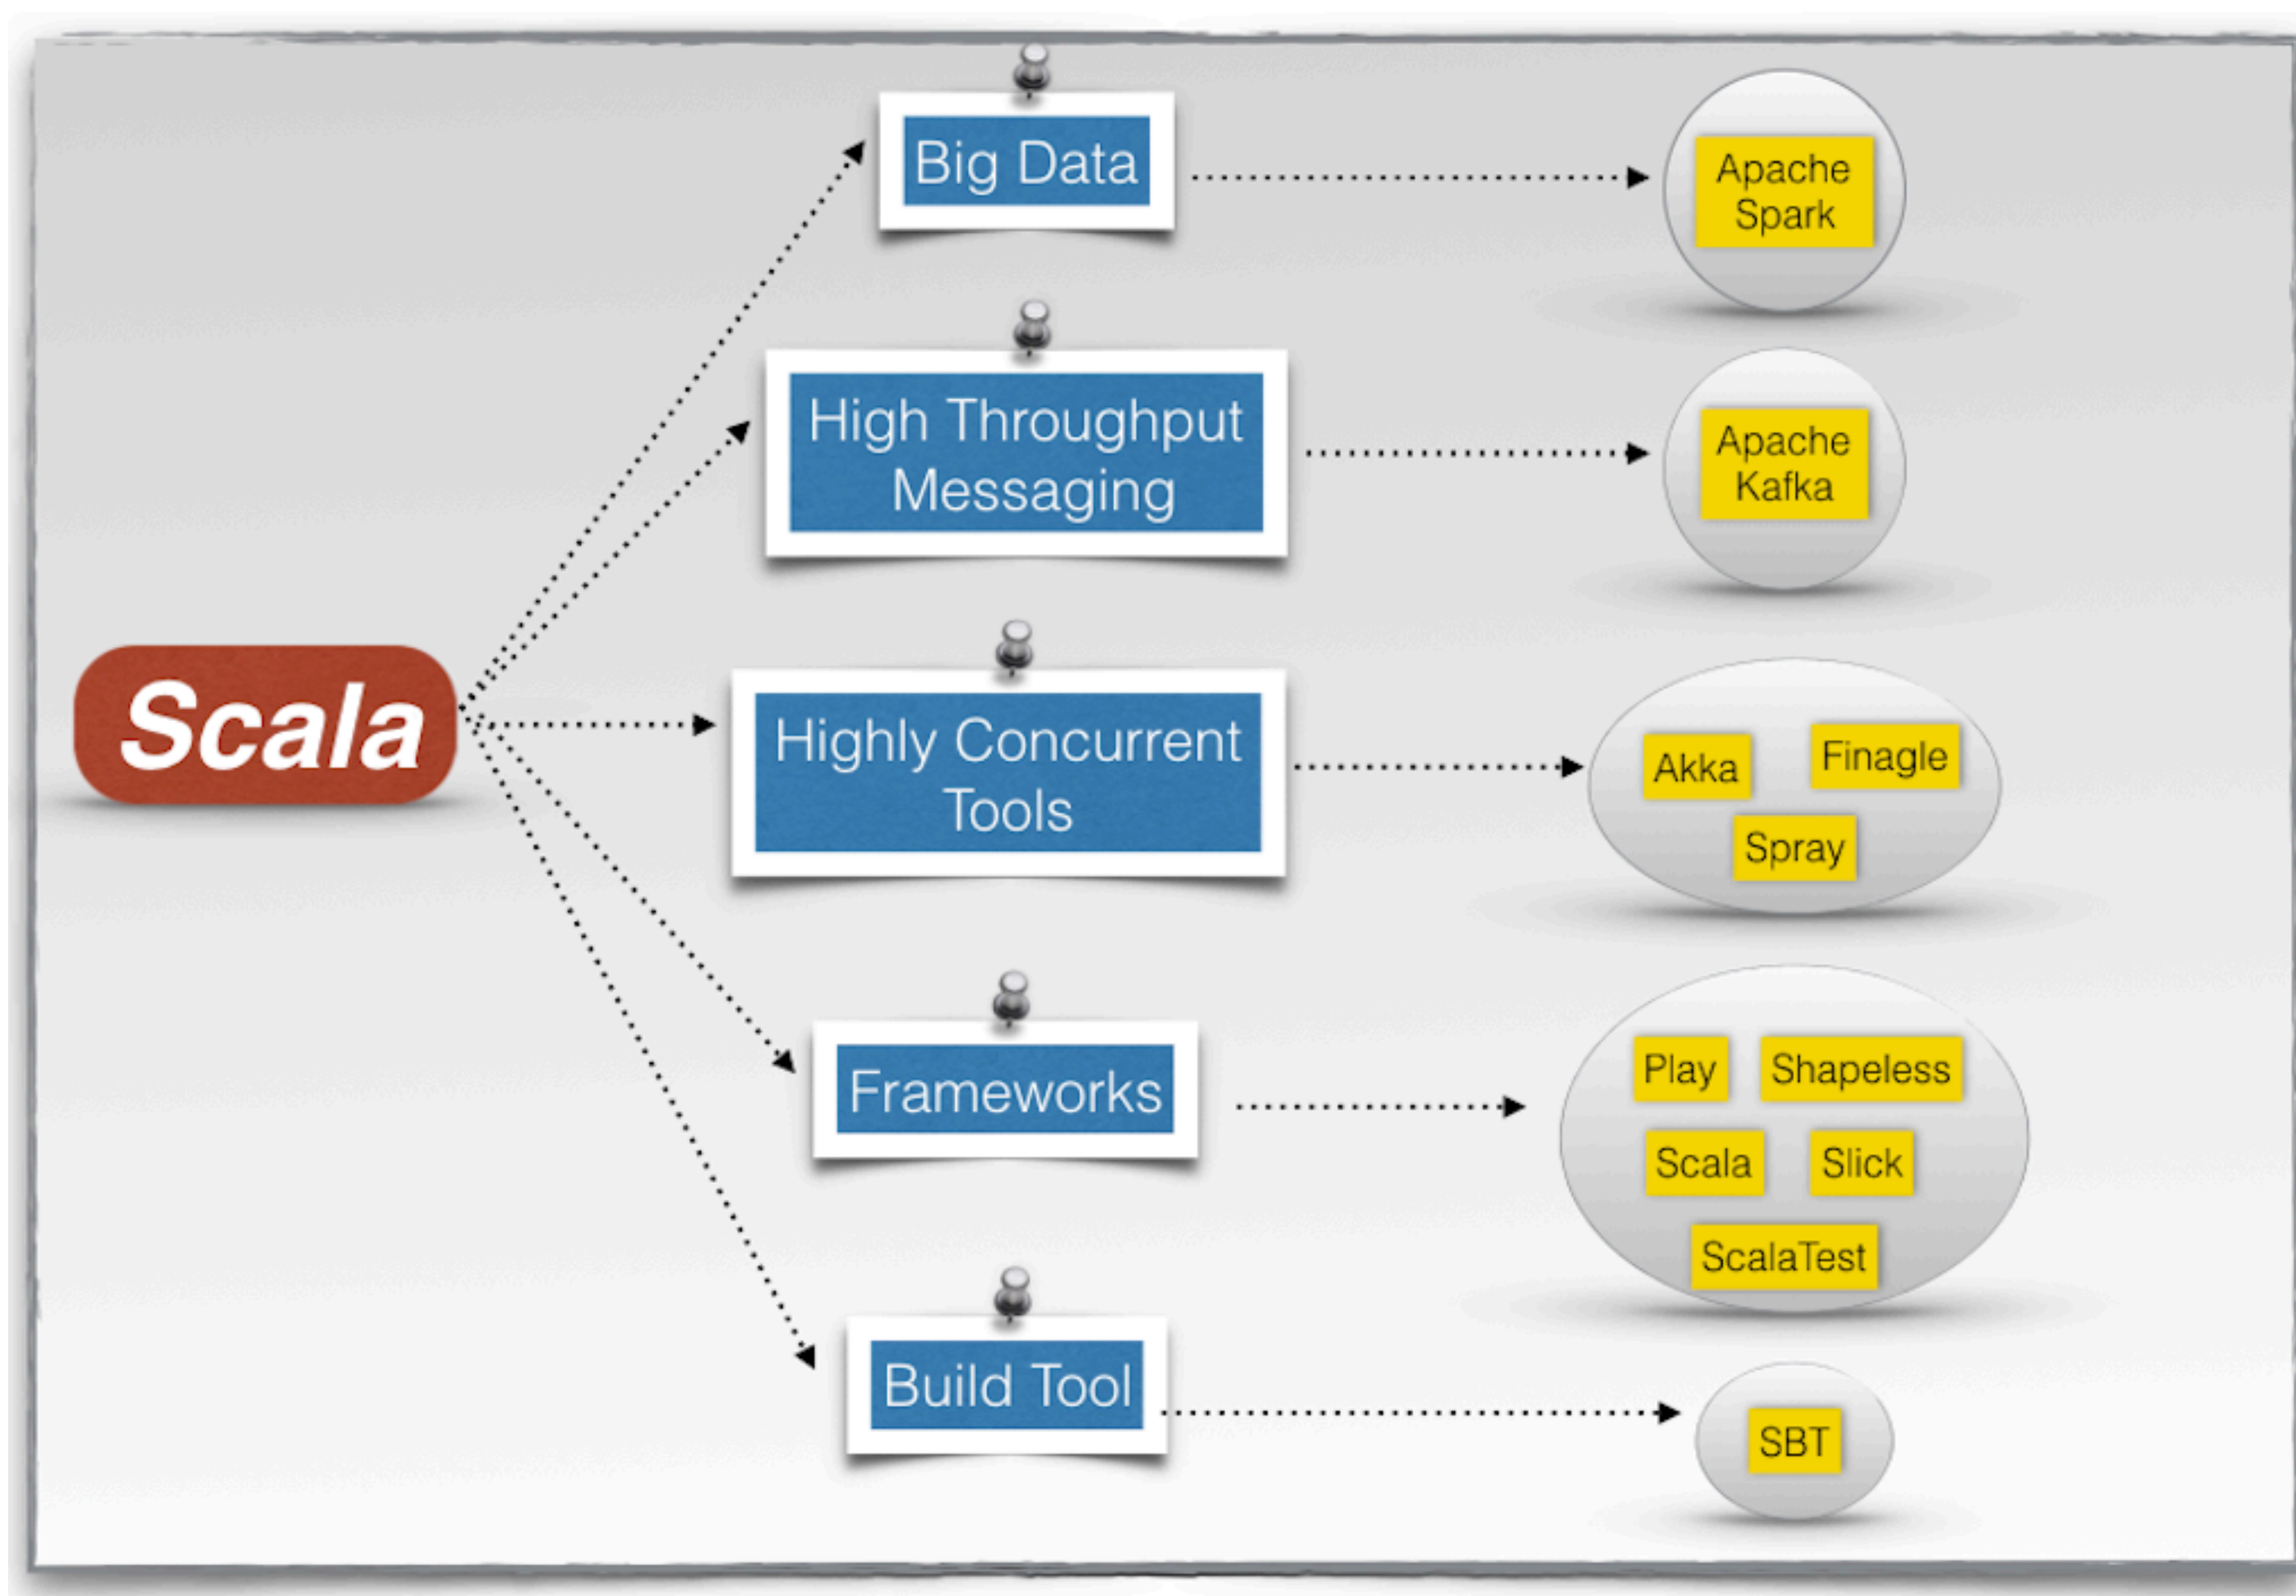 Big Data
Apache
Spark
High Throughput
Messaging
Apache
Kafka
Scala
Highly Concurrent
Tools
Akka
Finagle
Spray
Frameworks
Play
Shapeless
Scala
Slick
ScalaTest
Build Tool
SBT